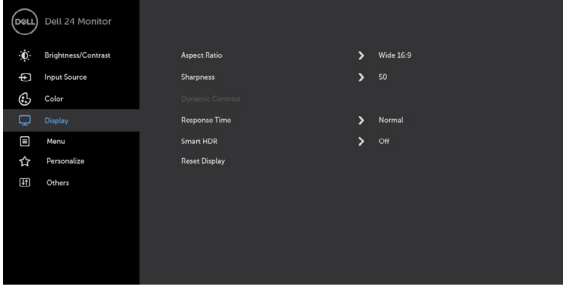 DELL Dell 24 Monitor
Brightness/Contrast
Aspect Ratio Wide 16:9
Input Source
Sharpness 50
Color
Dynamic Contrast
Display
Response Time Normal
Menu
Smart HDR Off
Personalize
Reset Display
Others